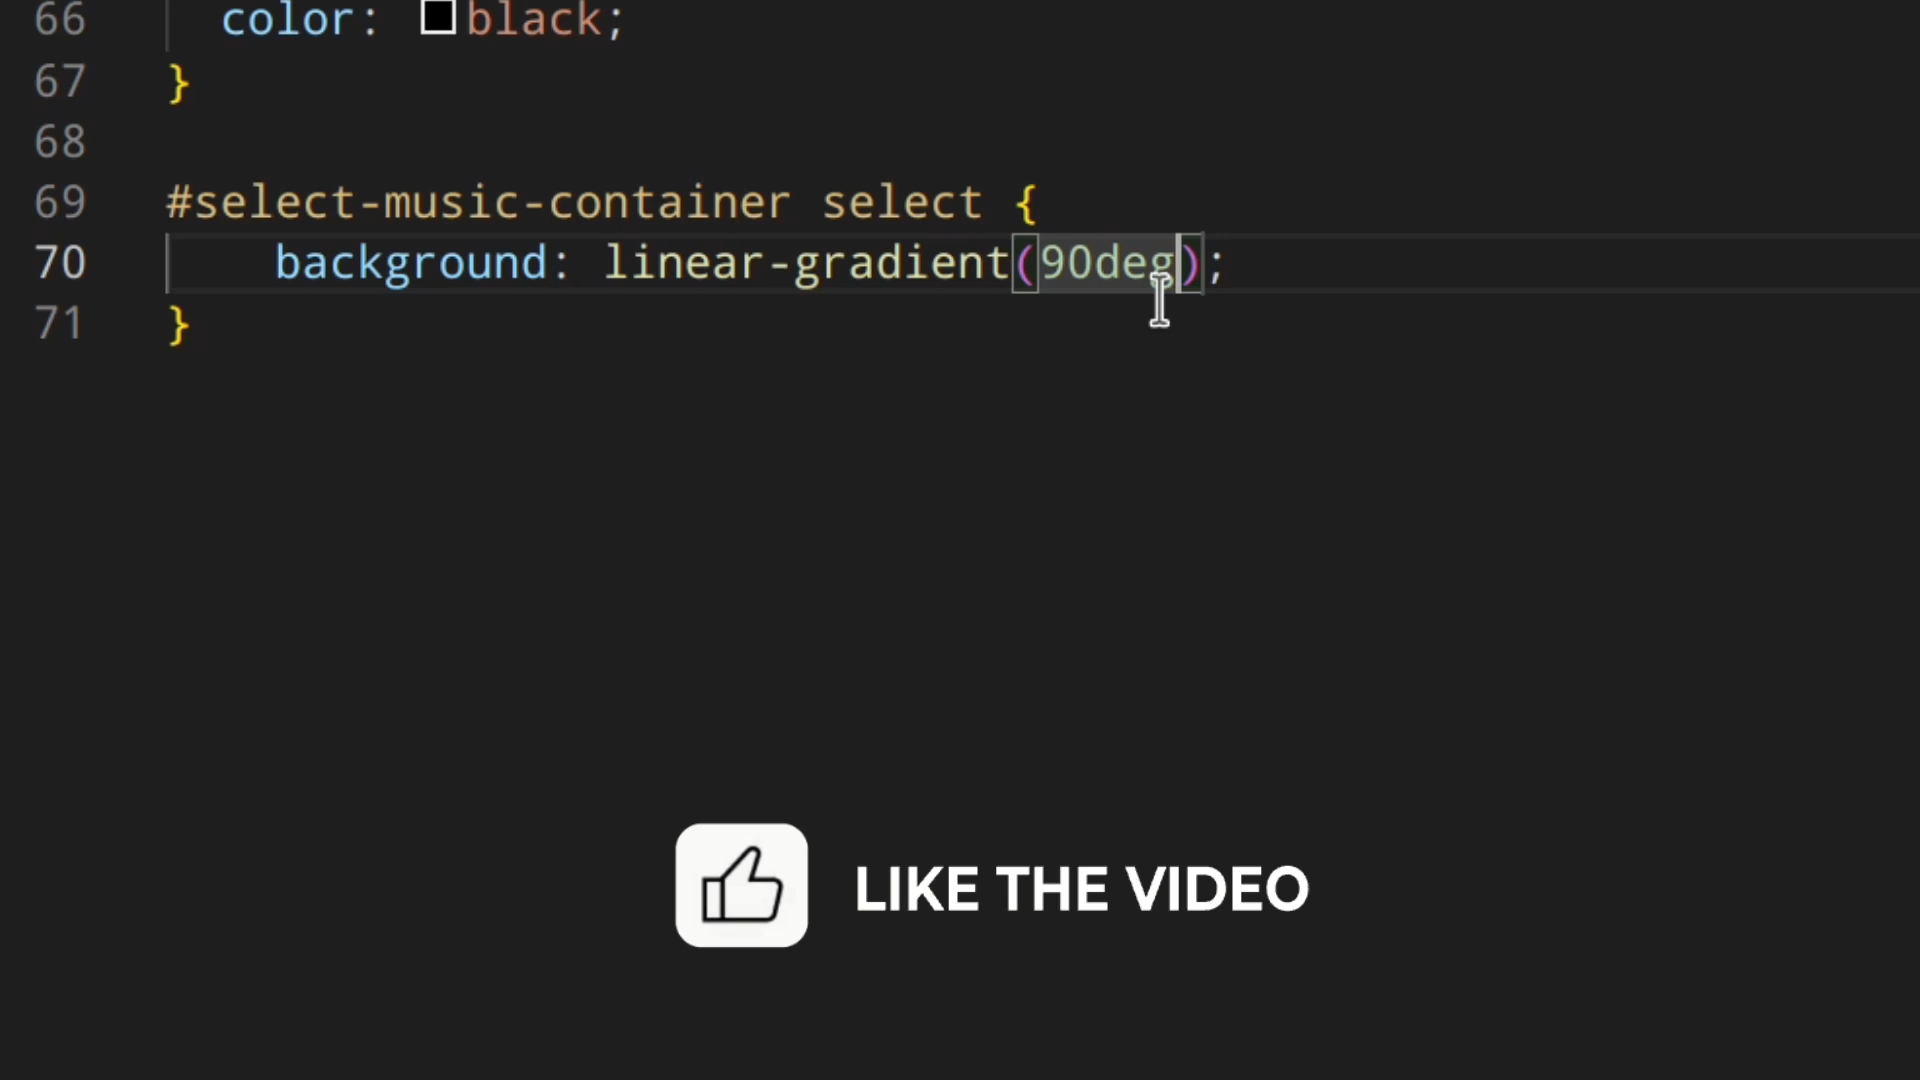 66 color: black;
67 }
68
69 #select-music-container select {
70 background: linear-gradient(90deg);
71 }
LIKE THE VIDEO